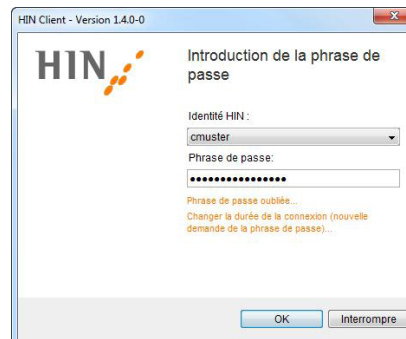 HIN Client - Version 1.4.0-0
HIN
Introduction de la phrase de
passe
Identité HIN :
cmuster
Phrase de passe:
••••••••••••••••
Phrase de passe oubliée...
Changer la durée de la connexion (nouvelle
demande de la phrase de passe)...
OK
Interrompre